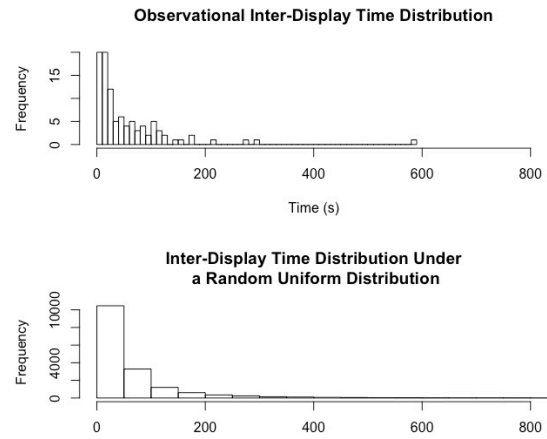 Observational Inter-Display Time Distribution
Frequency
15
5
0
0 200 400 600 800
Time (s)
Inter-Display Time Distribution Under
a Random Uniform Distribution
Frequency
10000
4000
0
0 200 400 600 800